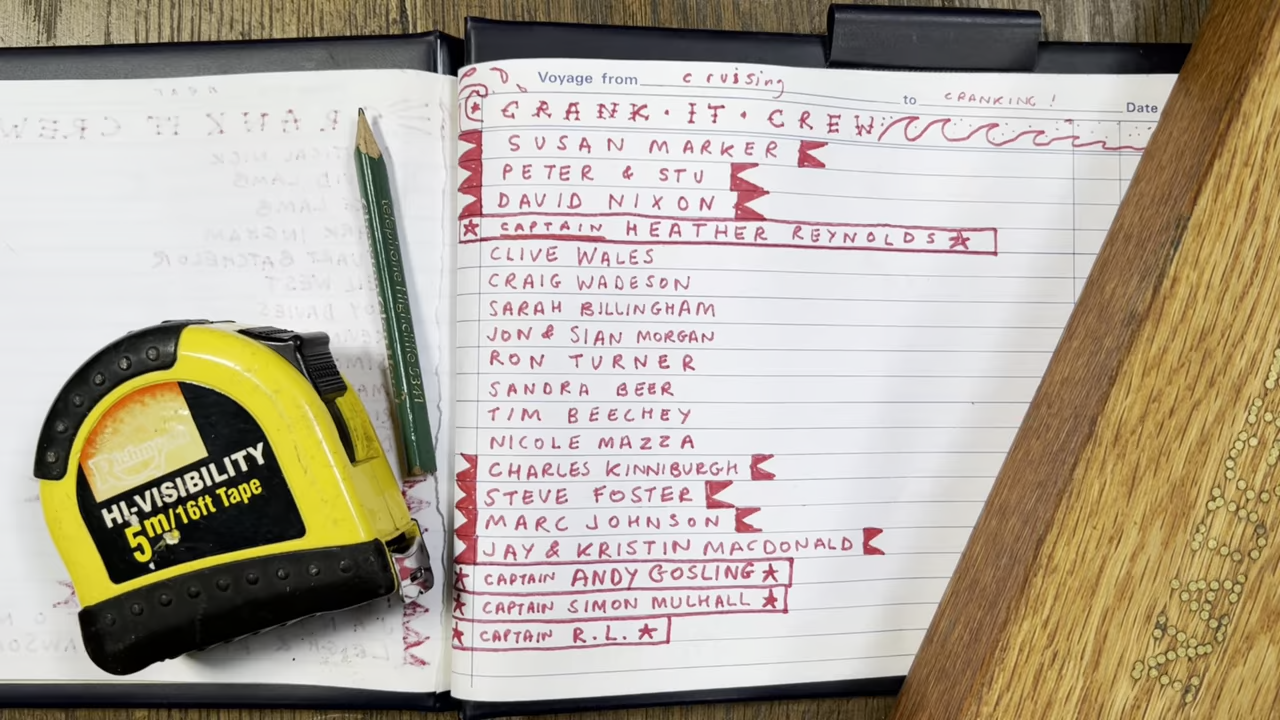 Voyage from cruising to CRANKING! Date
CRANK·IT·CREW
SUSAN MARKER
PETER & STU
DAVID NIXON
CAPTAIN HEATHER REYNOLDS
CLIVE WALES
CRAIG WADESON
SARAH BILLINGHAM
JON & SIAN MORGAN
RON TURNER
SANDRA BEER
TIM BEECHEY
NICOLE MAZZA
CHARLES KINNIBURGH
STEVE FOSTER
MARC JOHNSON
JAY & KRISTIN MACDONALD
CAPTAIN ANDY GOSLING
CAPTAIN SIMON MULHALL
CAPTAIN R.L.
HI-VISIBILITY
5m/16ft Tape